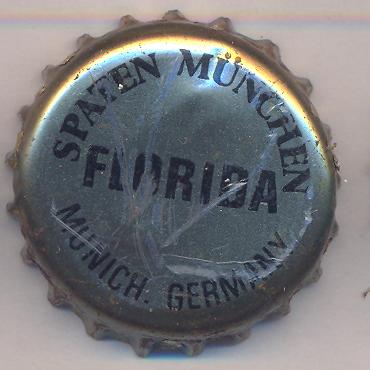 SPATEN MÜNCHEN
FLORIDA
MUNICH. GERMANY